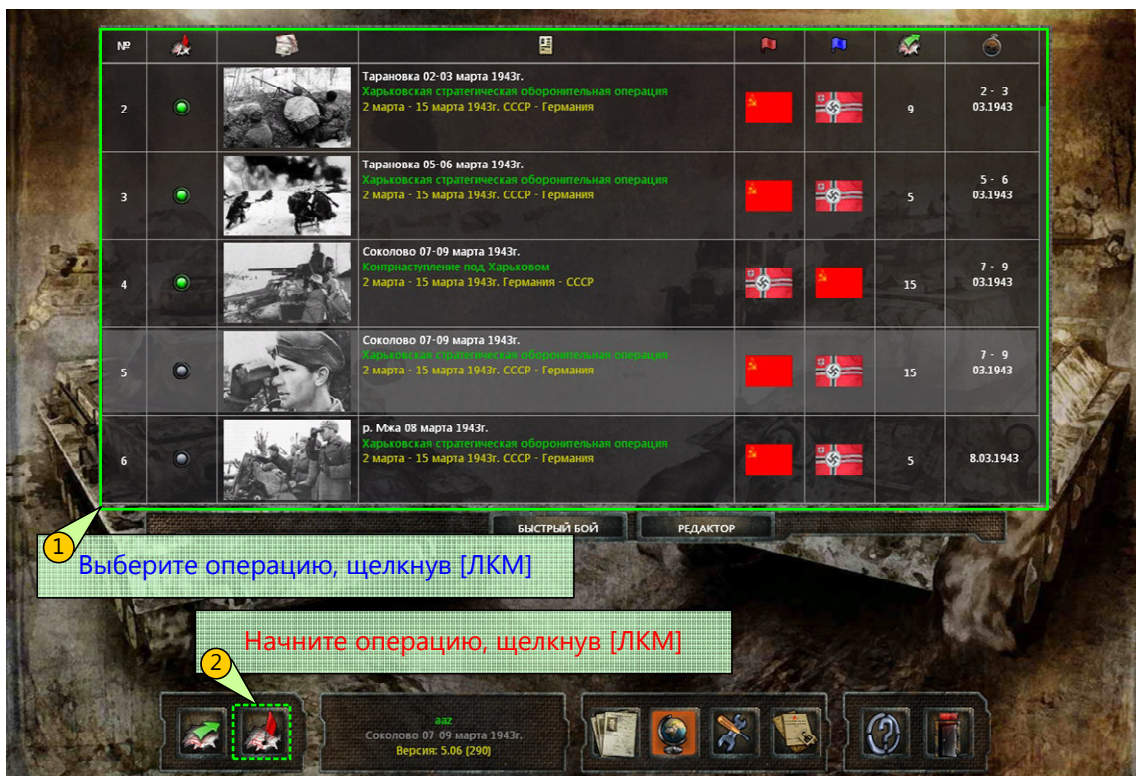 №
2
Тарановка 02-03 марта 1943г.
Харьковская стратегическая оборонительная операция
2 марта - 15 марта 1943г. СССР - Германия
9
2 - 3
03.1943
3
Тарановка 05-06 марта 1943г.
Харьковская стратегическая оборонительная операция
2 марта - 15 марта 1943г. СССР - Германия
5
5 - 6
03.1943
4
Соколово 07-09 марта 1943г.
Контрнаступление под Харьковом
2 марта - 15 марта 1943г. Германия - СССР
15
7 - 9
03.1943
5
Соколово 07-09 марта 1943г.
Харьковская стратегическая оборонительная операция
2 марта - 15 марта 1943г. СССР - Германия
15
7 - 9
03.1943
6
р. Мжа 08 марта 1943г.
Харьковская стратегическая оборонительная операция
2 марта - 15 марта 1943г. СССР - Германия
5
8.03.1943
БЫСТРЫЙ БОЙ
РЕДАКТОР
1
Выберите операцию, щелкнув [ЛКМ]
2
Начните операцию, щелкнув [ЛКМ]
aaz
Соколово 07-09 марта 1943г.
Версия: 5.06 (290)